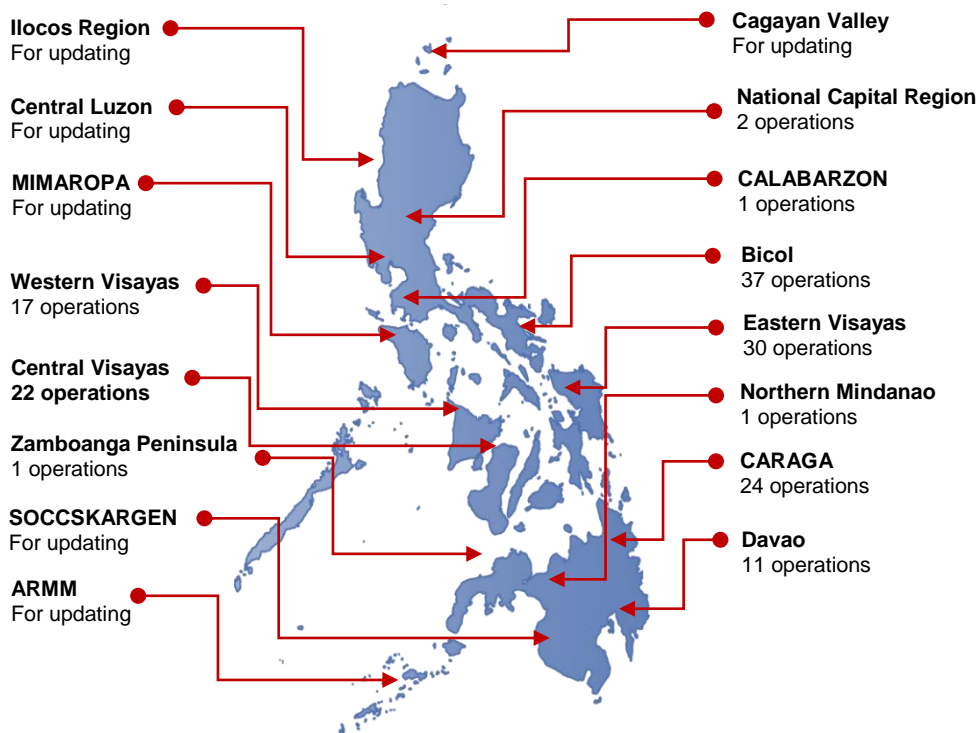 Ilocos Region
For updating
Central Luzon
For updating
MIMAROPA
For updating
Western Visayas
17 operations
Central Visayas
22 operations
Zamboanga Peninsula
1 operations
SOCCSKARGEN
For updating
ARMM
For updating
Cagayan Valley
For updating
National Capital Region
2 operations
CALABARZON
1 operations
Bicol
37 operations
Eastern Visayas
30 operations
Northern Mindanao
1 operations
CARAGA
24 operations
Davao
11 operations